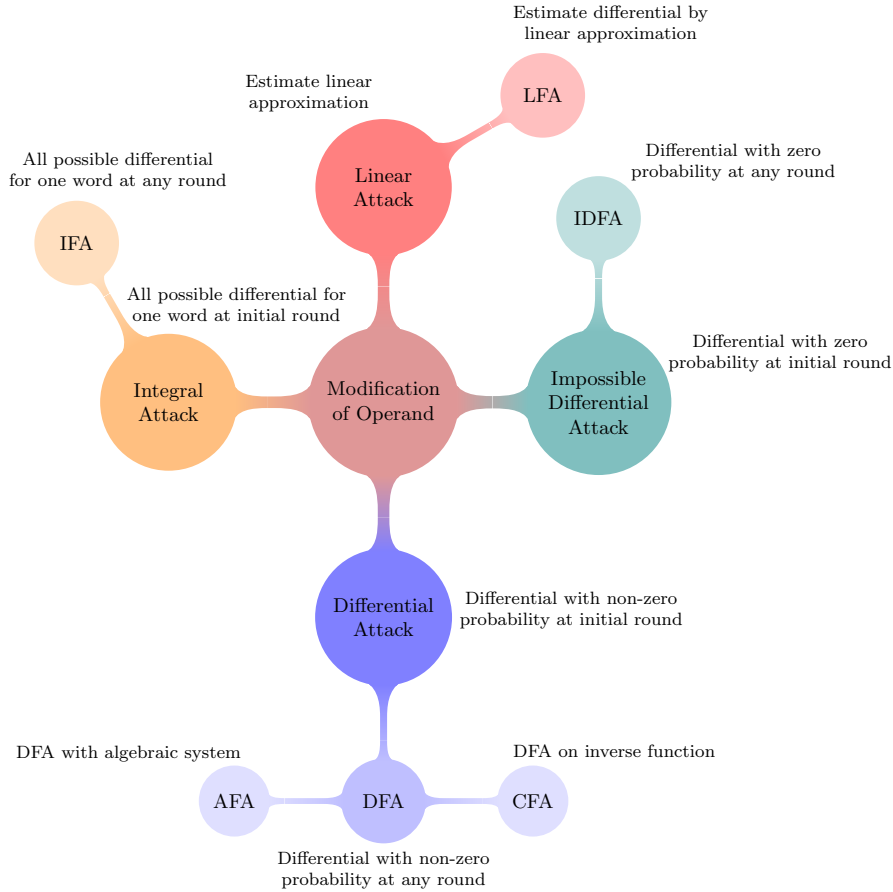 Estimate differential by
linear approximation
LFA
Estimate linear
approximation
Linear
Attack
All possible differential
for one word at any round
IFA
Differential with zero
probability at any round
IDFA
All possible differential for
one word at initial round
Integral
Attack
Modification
of Operand
Differential with zero
probability at initial round
Impossible
Differential
Attack
Differential
Attack
Differential with non-zero
probability at initial round
DFA with algebraic system
DFA on inverse function
AFA
DFA
CFA
Differential with non-zero
probability at any round